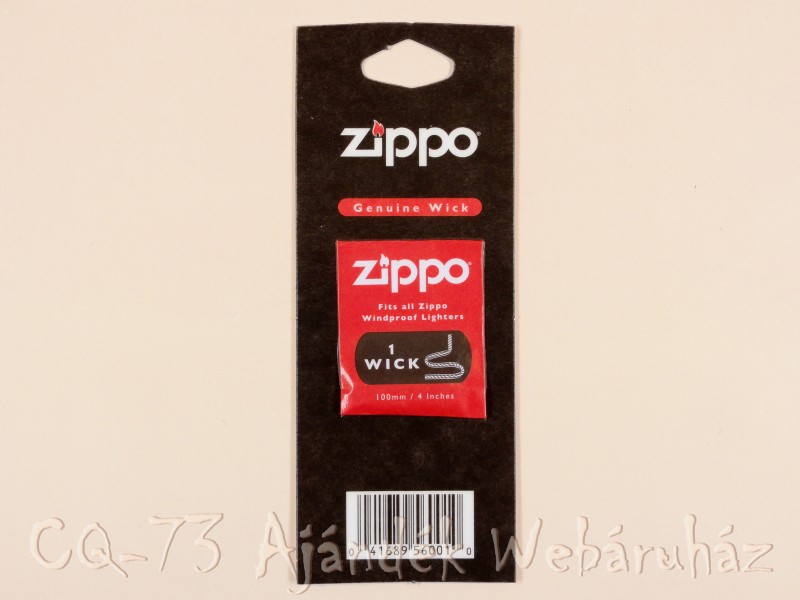 zippo®
Genuine Wick
zippo®
Fits all Zippo
Windproof Lighters
1
WICK
100mm / 4 Inches
0 41689 56001 0
CQ-73 Ajándék Webáruház